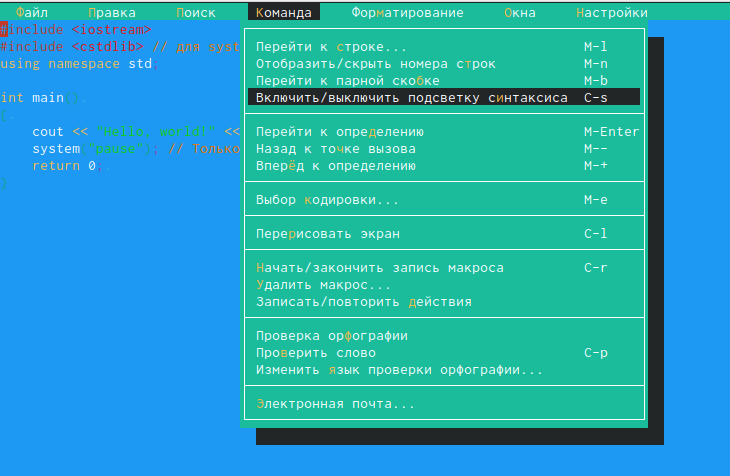 Файл Правка Поиск Команда Форматирование Окна Настройки
#include <iostream>
#include <cstdlib> // для syst
using namespace std;
int main().
{.
cout << "Hello, world!" <<
system("pause"); // Только
return 0;.
}
Перейти к строке... M-l
Отобразить/скрыть номера строк M-n
Перейти к парной скобке M-b
Включить/выключить подсветку синтаксиса C-s
Перейти к определению M-Enter
Назад к точке вызова M--
Вперёд к определению M-+
Выбор кодировки... M-e
Перерисовать экран C-l
Начать/закончить запись макроса C-r
Удалить макрос...
Записать/повторить действия
Проверка орфографии
Проверить слово C-p
Изменить язык проверки орфографии...
Электронная почта...